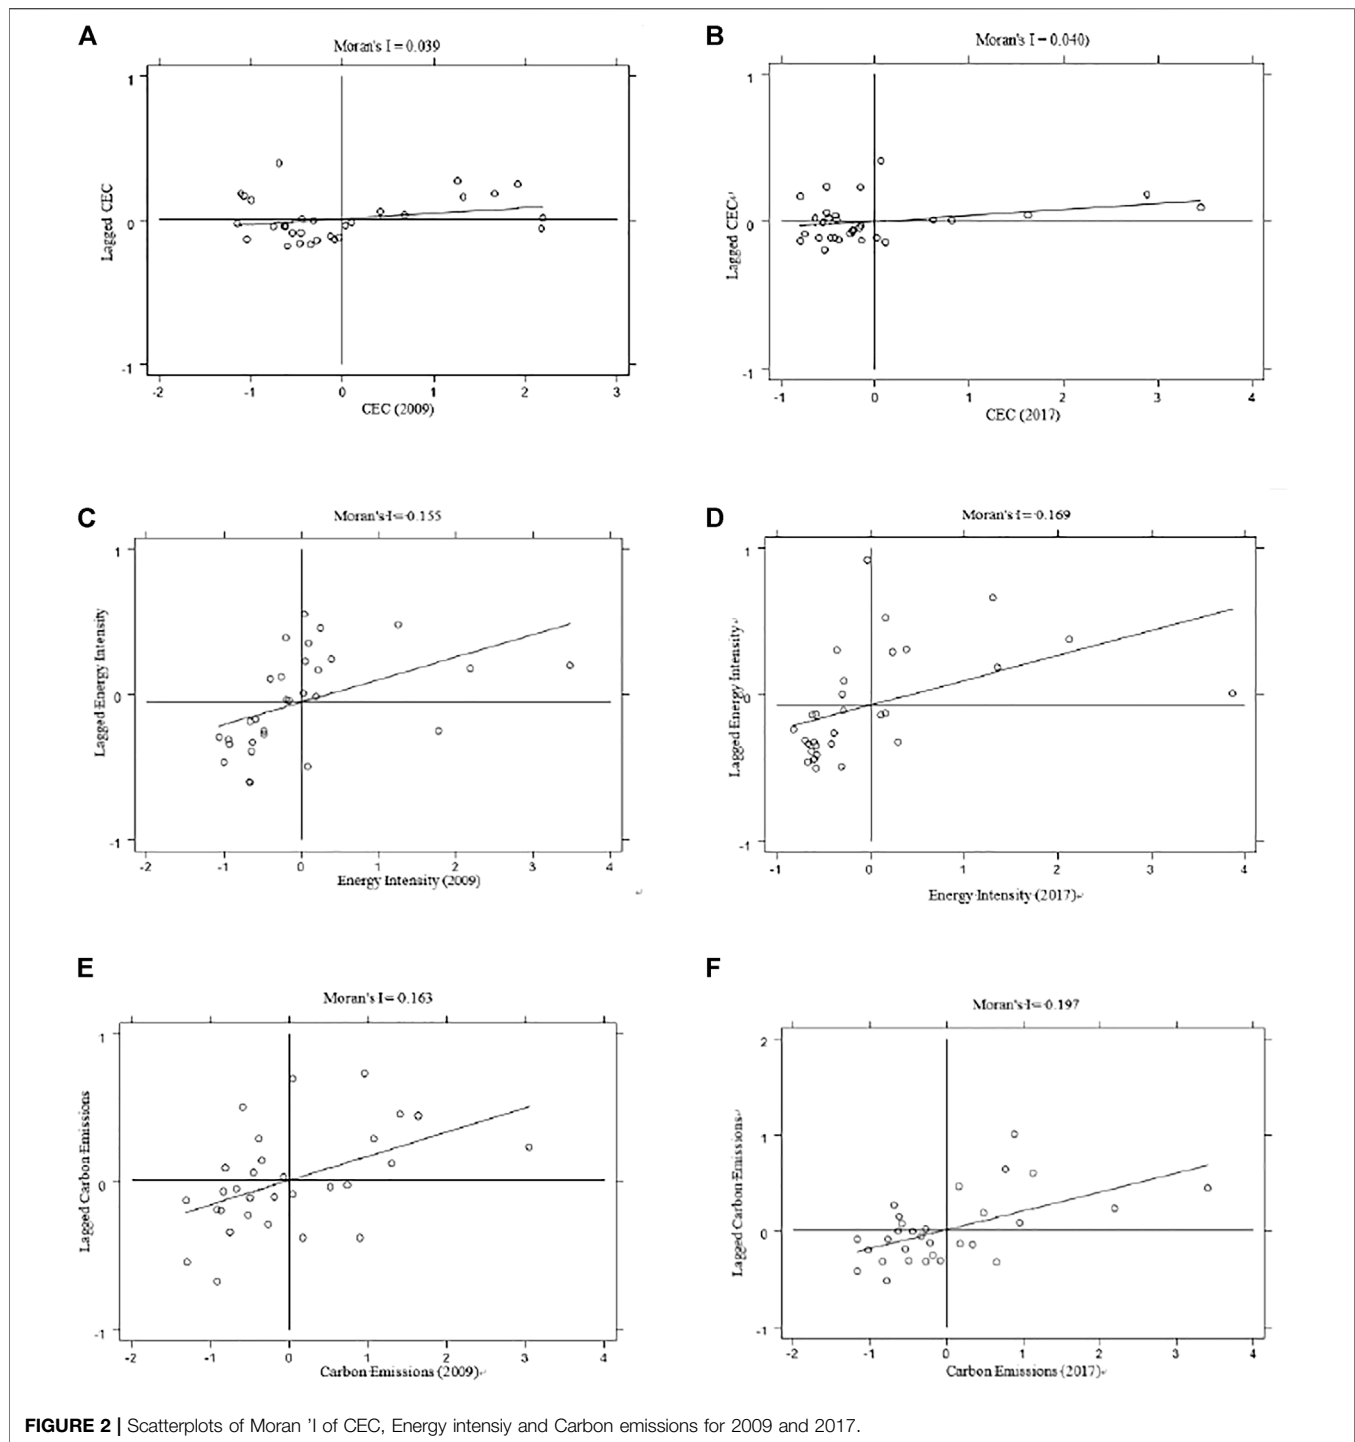 A
Moran's I = 0.039
1
0
-1
Lagged CEC
-2 -1 0 1 2 3
CEC (2009)
B
Moran's I = 0.040)
1
0
-1
Lagged CEC
-1 0 1 2 3 4
CEC (2017)
C
Moran's I = 0.155
1
0
-1
Lagged Energy Intensity
-2 -1 0 1 2 3 4
Energy Intensity (2009)
D
Moran's I = 0.169
1
0
-1
Lagged Energy Intensity
-1 0 1 2 3 4
Energy Intensity (2017)
E
Moran's I = 0.163
1
0
-1
Lagged Carbon Emissions
-2 -1 0 1 2 3 4
Carbon Emissions (2009)
F
Moran's I = 0.197
2
1
0
-1
Lagged Carbon Emissions
-2 -1 0 1 2 3 4
Carbon Emissions (2017)
FIGURE 2 | Scatterplots of Moran 'I of CEC, Energy intensiy and Carbon emissions for 2009 and 2017.